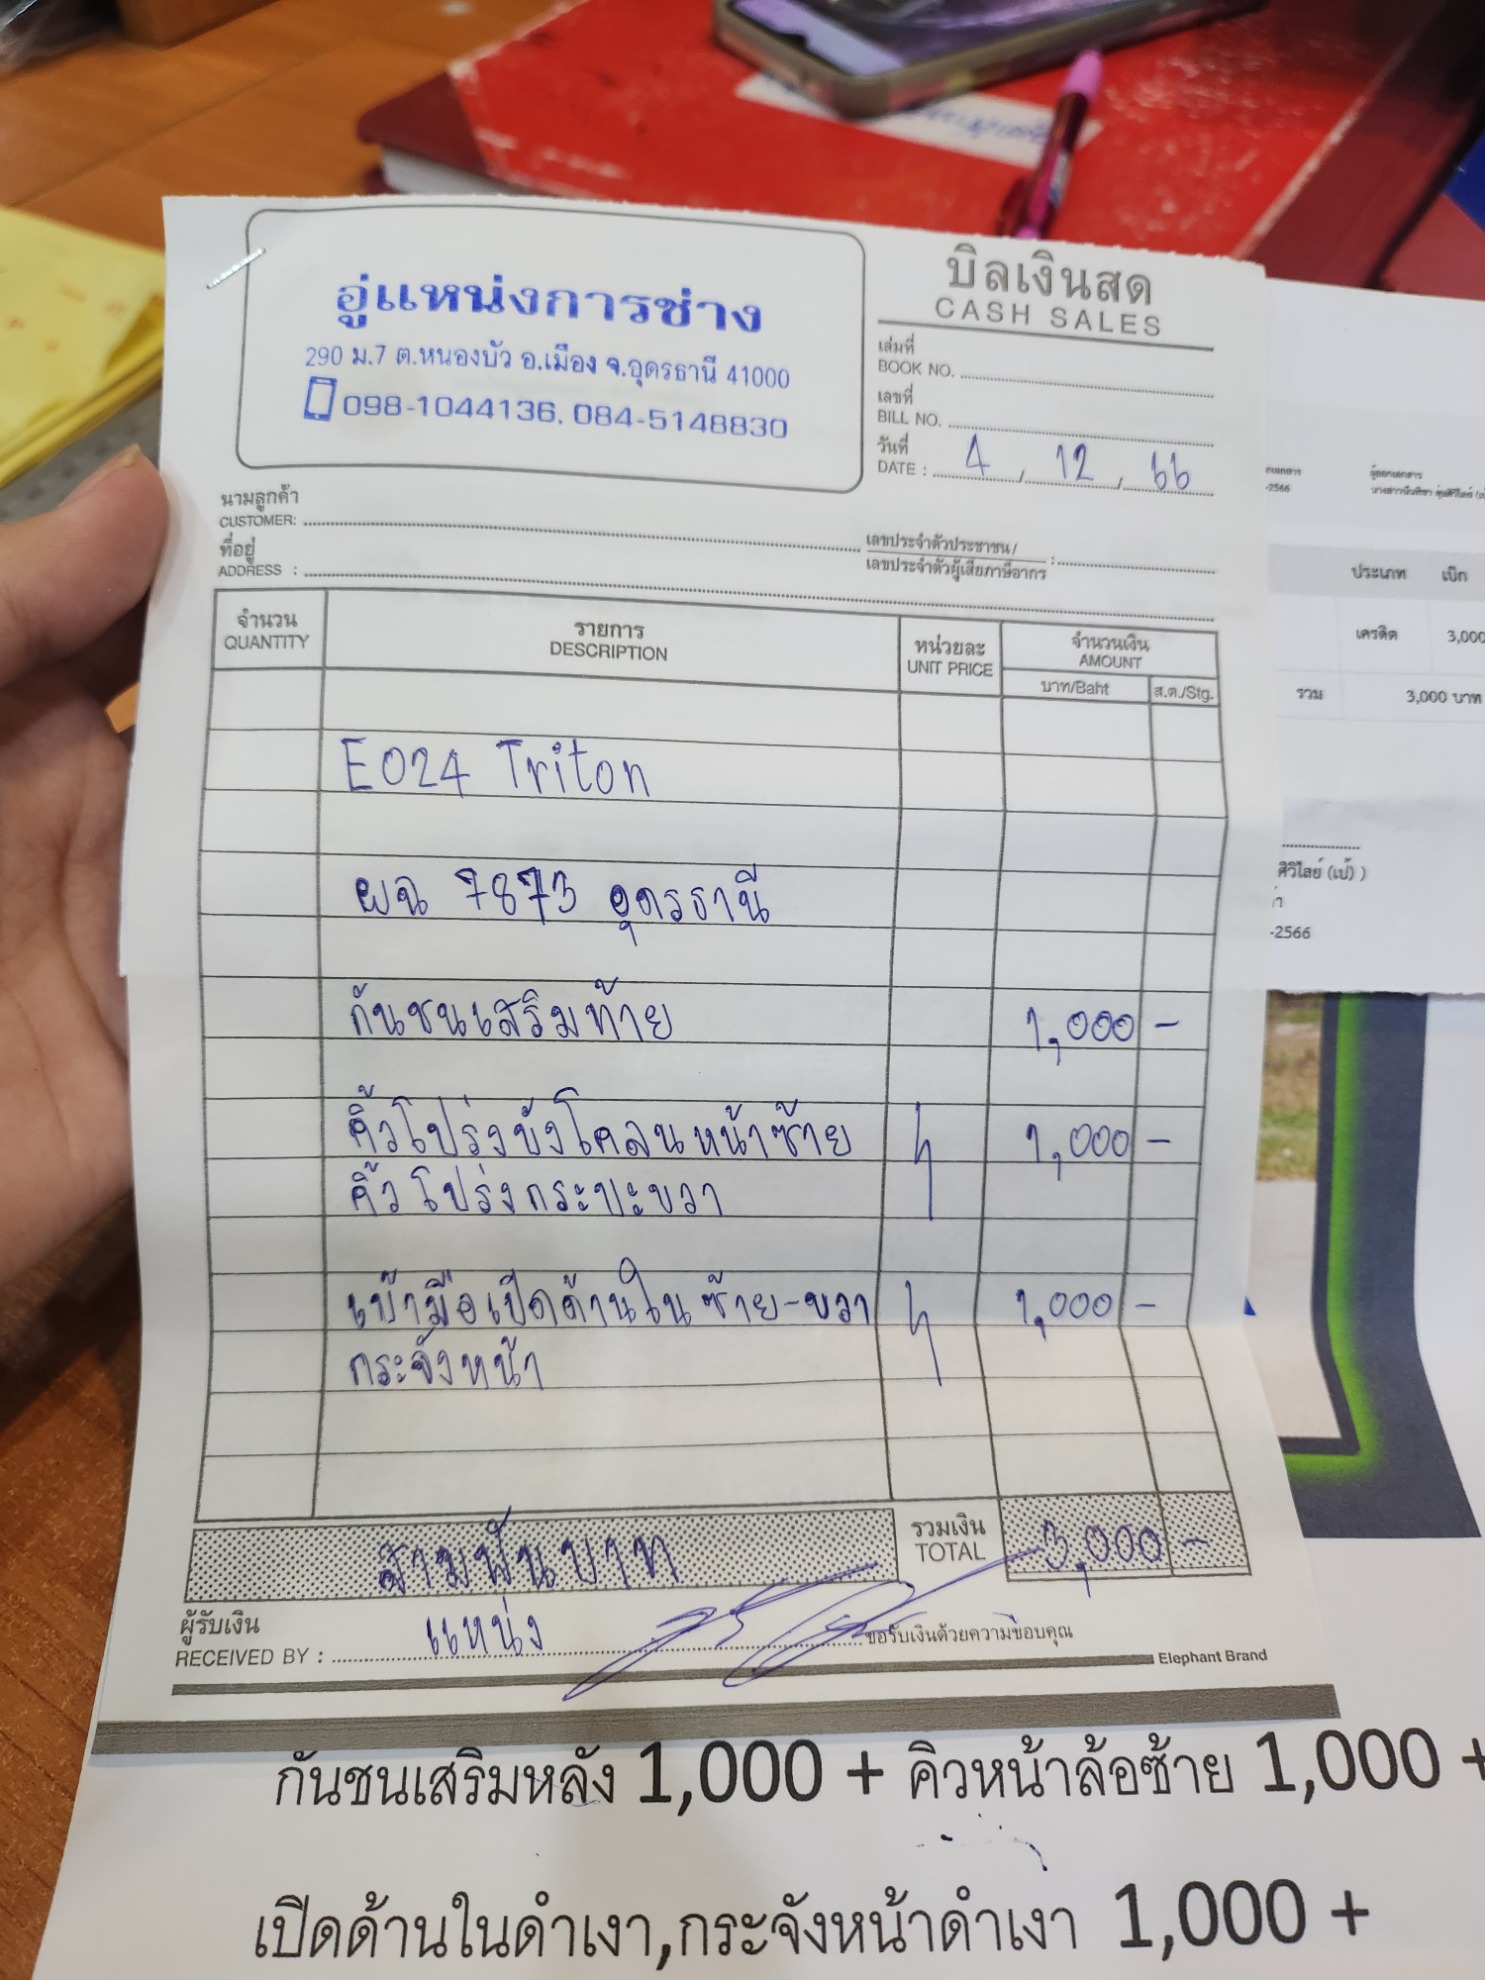 อู่แหน่งการช่าง
290 ม.7 ต.หนองบัว อ.เมือง จ.อุดรธานี 41000
098-1044136, 084-5148830
บิลเงินสด
CASH SALES
เล่มที่
BOOK NO.
เลขที่
BILL NO.
วันที่
DATE : 4 / 12 / 66
นามลูกค้า
CUSTOMER:
ที่อยู่
ADDRESS :
เลขประจำตัวประชาชน/
เลขประจำตัวผู้เสียภาษีอากร :
จำนวน รายการ หน่วยละ จำนวนเงิน
QUANTITY DESCRIPTION UNIT PRICE AMOUNT
บาท/Baht ส.ต./Stg.
E024 Triton
ผฉ 7873 อุดรธานี
กันชนเสริมท้าย 1,000 -
คิ้วโป่งบังโคลนหน้าซ้าย 1,000 -
คิ้วโป่งกระบะขวา
เบ้ามือเปิดด้านใน ซ้าย-ขวา 1,000 -
กระจังหน้า
สามพันบาท รวมเงิน 3,000 -
TOTAL
ผู้รับเงิน
RECEIVED BY : แหน่ง ขอรับเงินด้วยความขอบคุณ
Elephant Brand
-2566
ประเภท เบิก
เครดิต 3,000
รวม 3,000 บาท
ศิวิไลย์ (เป้) )
-2566
กันชนเสริมหลัง 1,000 + คิวหน้าล้อซ้าย 1,000 +
เปิดด้านในดำเงา,กระจังหน้าดำเงา 1,000 +